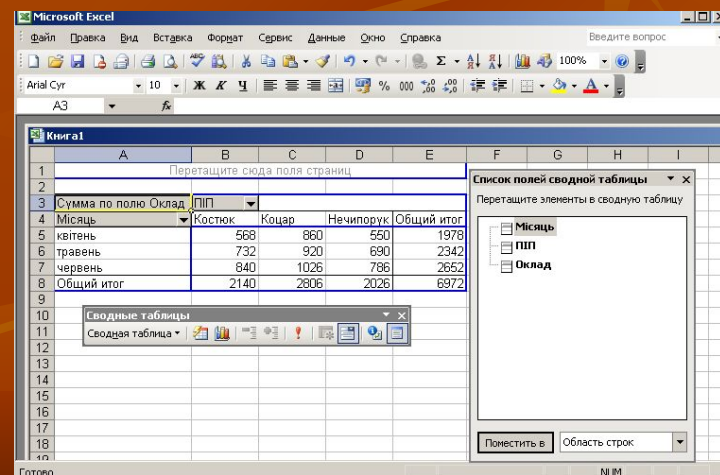 Microsoft Excel
Файл Правка Вид Вставка Формат Сервис Данные Окно Справка Введите вопрос
100%
Arial Cyr 10 Ж К Ч % 000
A3 fx
Книга1
A B C D E F G H I
1 Перетащите сюда поля страниц
2
3 Сумма по полю Оклад ПІП
4 Місяць Костюк Коцар Нечипорук Общий итог
5 квітень 568 860 550 1978
6 травень 732 920 690 2342
7 червень 840 1026 786 2652
8 Общий итог 2140 2806 2026 6972
9
10
11
12
13
14
15
16
17
18
19
Сводные таблицы
Сводная таблица
Список полей сводной таблицы
Перетащите элементы в сводную таблицу
Місяць
ПІП
Оклад
Поместить в Область строк
Готово NUM